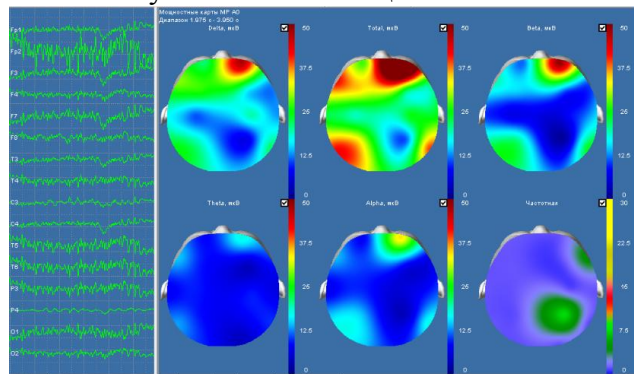 Мощностные карты МР А0
Диапазон 1.975 с - 3.950 с
Delta, мкВ
Total, мкВ
Beta, мкВ
50
37.5
25
12.5
0
50
37.5
25
12.5
0
50
37.5
25
12.5
0
Theta, мкВ
Alpha, мкВ
Частотная
50
37.5
25
12.5
0
50
37.5
25
12.5
0
30
22.5
15
7.5
0
Fp1
Fp2
F3
F4
F7
F8
T3
T4
C3
C4
T5
T6
P3
P4
O1
O2